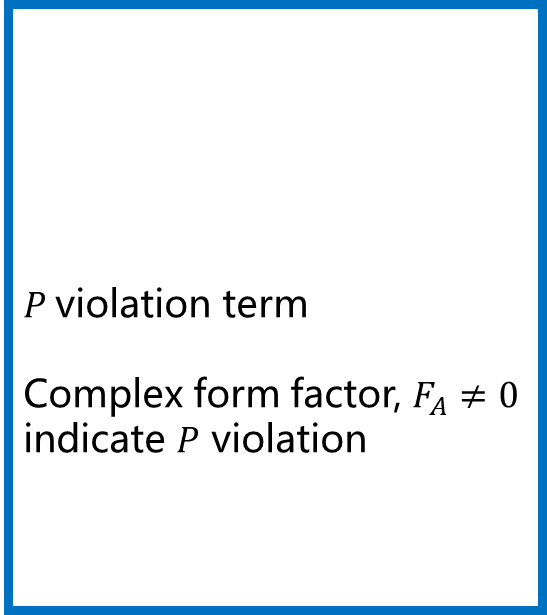 P violation term
Complex form factor, F_A ≠ 0
indicate P violation